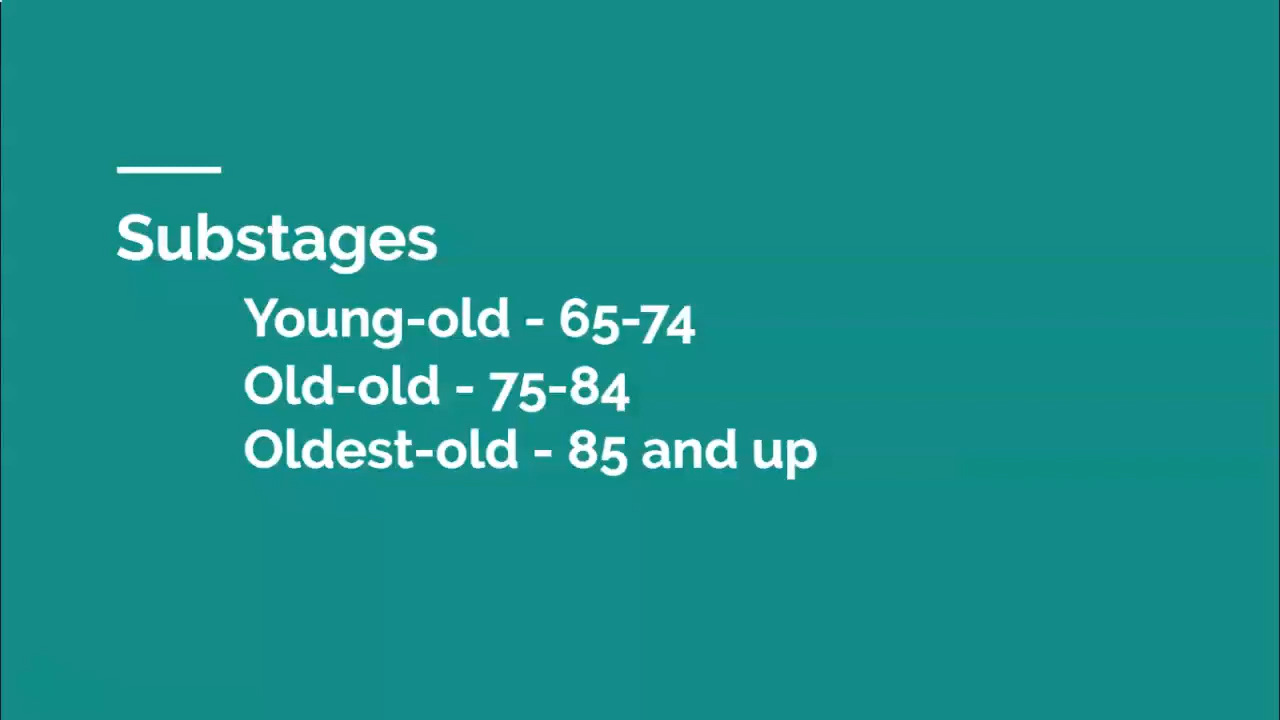 Substages
Young-old - 65-74
Old-old - 75-84
Oldest-old - 85 and up